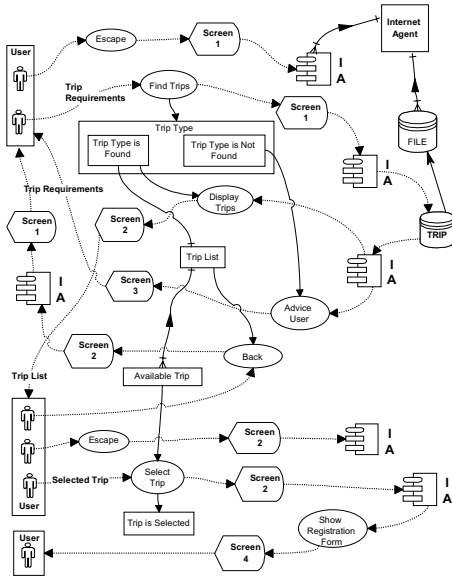 User
Escape
Screen
1
I
A
Internet
Agent
Trip
Requirements
Find Trips
Screen
1
FILE
Trip Type
Trip Type is
Found
Trip Type is Not
Found
I
A
Trip Requirements
Display
Trips
Screen
1
Screen
2
TRIP
Trip List
I
A
I
A
Screen
3
Advice
User
Screen
2
Back
Trip List
Available Trip
Escape
Screen
2
I
A
Selected Trip
Select
Trip
Screen
2
I
A
User
Trip is Selected
Show
Registration
Form
User
Screen
4